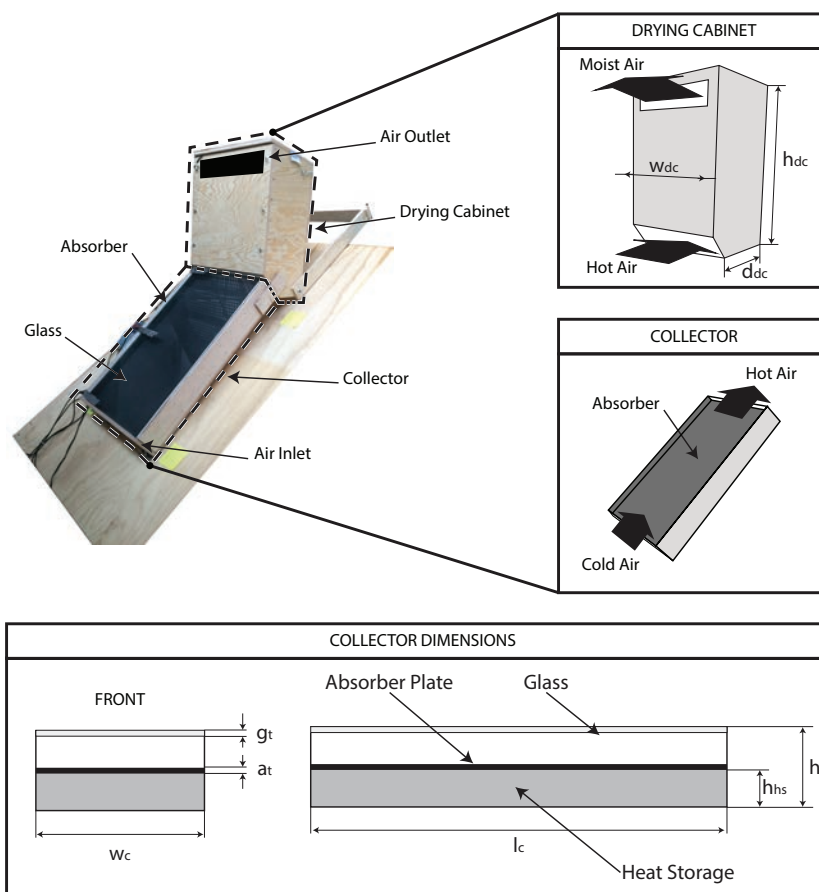 DRYING CABINET
Moist Air
hdc
wdc
Hot Air
ddc
Air Outlet
Drying Cabinet
Absorber
Glass
Collector
Air Inlet
COLLECTOR
Hot Air
Absorber
Cold Air
COLLECTOR DIMENSIONS
FRONT
Absorber Plate
Glass
gt
at
h
hhs
wc
lc
Heat Storage